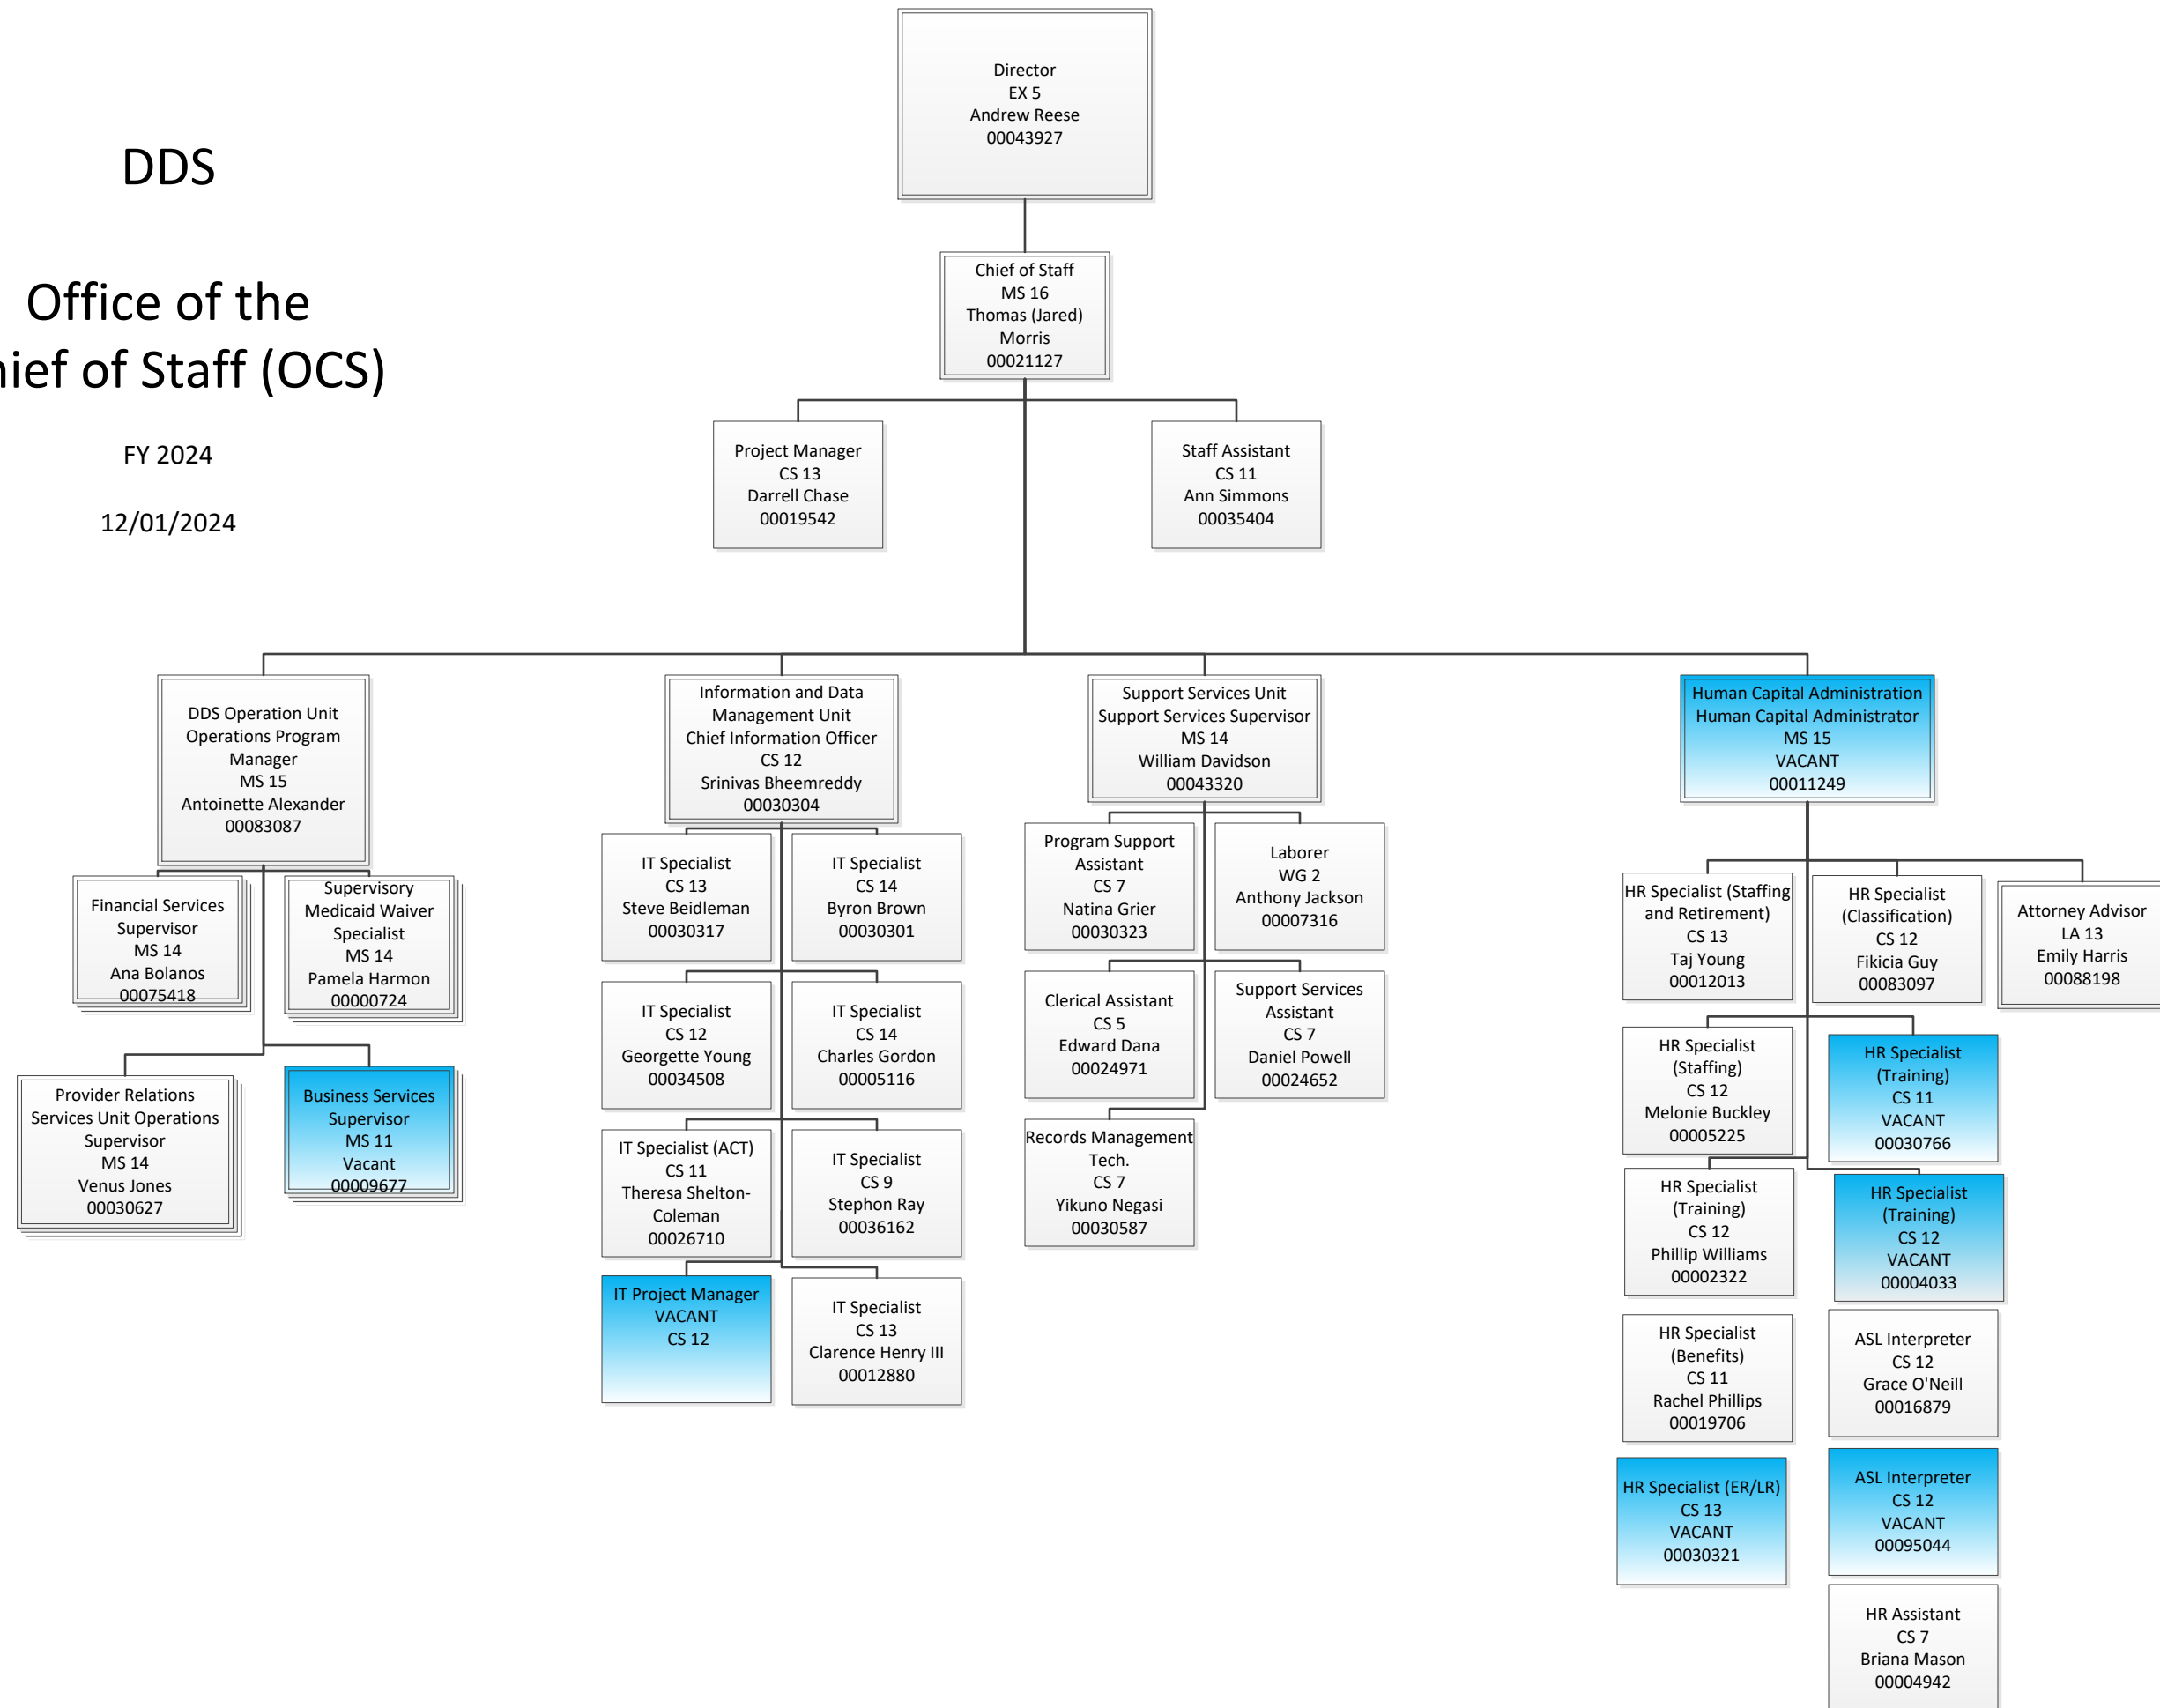 DDS
Office of the
hief of Staff (OCS)
FY 2024
12/01/2024
Director
EX 5
Andrew Reese
00043927
Chief of Staff
MS 16
Thomas (Jared)
Morris
00021127
Project Manager
CS 13
Darrell Chase
00019542
Staff Assistant
CS 11
Ann Simmons
00035404
DDS Operation Unit
Operations Program
Manager
MS 15
Antoinette Alexander
00083087
Financial Services
Supervisor
MS 14
Ana Bolanos
00075418
Supervisory
Medicaid Waiver
Specialist
MS 14
Pamela Harmon
00000724
Provider Relations
Services Unit Operations
Supervisor
MS 14
Venus Jones
00030627
Business Services
Supervisor
MS 11
Vacant
00009677
Information and Data
Management Unit
Chief Information Officer
CS 12
Srinivas Bheemreddy
00030304
IT Specialist
CS 13
Steve Beidleman
00030317
IT Specialist
CS 14
Byron Brown
00030301
IT Specialist
CS 12
Georgette Young
00034508
IT Specialist
CS 14
Charles Gordon
00005116
IT Specialist (ACT)
CS 11
Theresa Shelton-
Coleman
00026710
IT Specialist
CS 9
Stephon Ray
00036162
IT Project Manager
VACANT
CS 12
IT Specialist
CS 13
Clarence Henry III
00012880
Support Services Unit
Support Services Supervisor
MS 14
William Davidson
00043320
Program Support
Assistant
CS 7
Natina Grier
00030323
Laborer
WG 2
Anthony Jackson
00007316
Clerical Assistant
CS 5
Edward Dana
00024971
Support Services
Assistant
CS 7
Daniel Powell
00024652
Records Management
Tech.
CS 7
Yikuno Negasi
00030587
Human Capital Administration
Human Capital Administrator
MS 15
VACANT
00011249
HR Specialist (Staffing
and Retirement)
CS 13
Taj Young
00012013
HR Specialist
(Classification)
CS 12
Fikicia Guy
00083097
Attorney Advisor
LA 13
Emily Harris
00088198
HR Specialist
(Staffing)
CS 12
Melonie Buckley
00005225
HR Specialist
(Training)
CS 11
VACANT
00030766
HR Specialist
(Training)
CS 12
Phillip Williams
00002322
HR Specialist
(Training)
CS 12
VACANT
00004033
HR Specialist
(Benefits)
CS 11
Rachel Phillips
00019706
ASL Interpreter
CS 12
Grace O'Neill
00016879
HR Specialist (ER/LR)
CS 13
VACANT
00030321
ASL Interpreter
CS 12
VACANT
00095044
HR Assistant
CS 7
Briana Mason
00004942